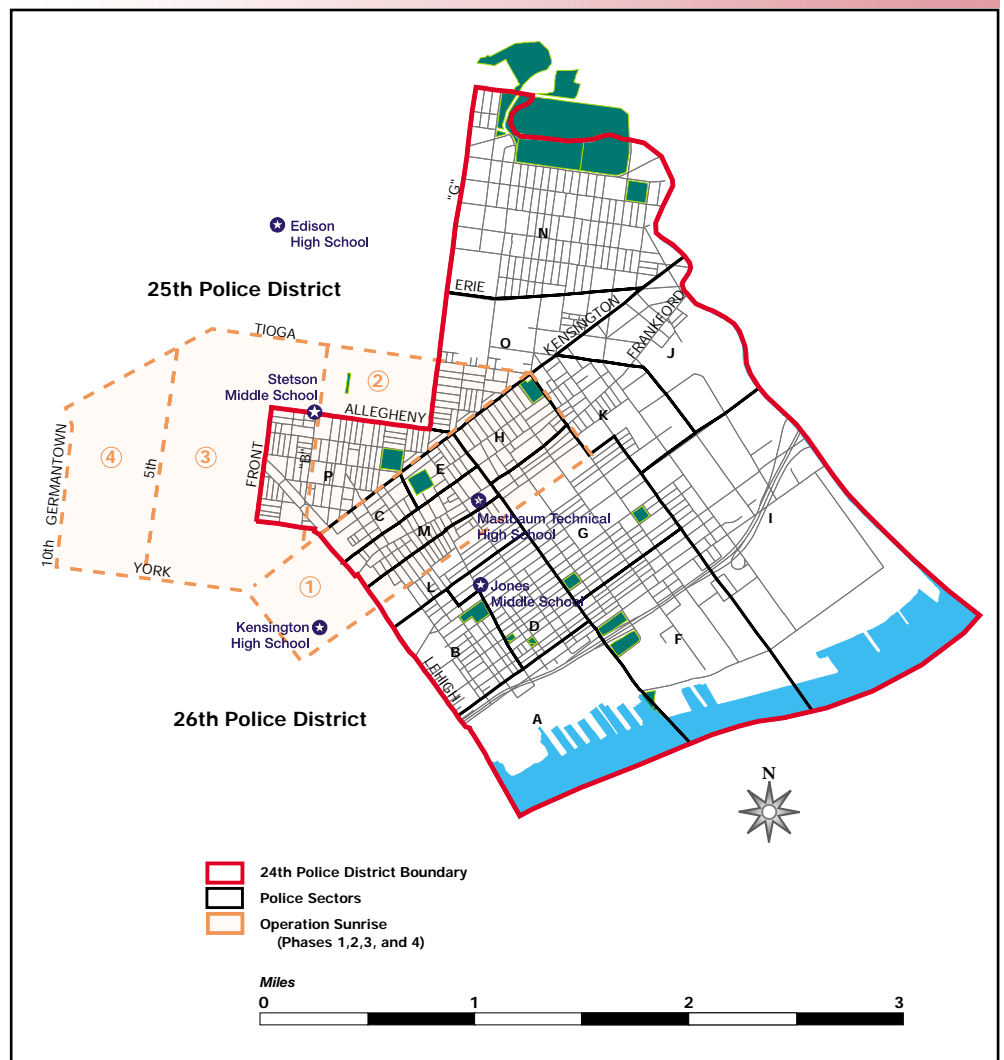 "G"
Edison
High School
N
25th Police District
ERIE
KENSINGTON
FRANKFORD
TIOGA
O
J
2
Stetson
Middle School
ALLEGHENY
K
H
GERMANTOWN
10th
4
5th
3
FRONT
"B"
P
E
C
M
Mastbaum Technical
High School
G
I
YORK
1
L
Jones
Middle School
Kensington
High School
D
B
F
LEHIGH
26th Police District
A
N
24th Police District Boundary
Police Sectors
Operation Sunrise
(Phases 1,2,3, and 4)
Miles
0 1 2 3